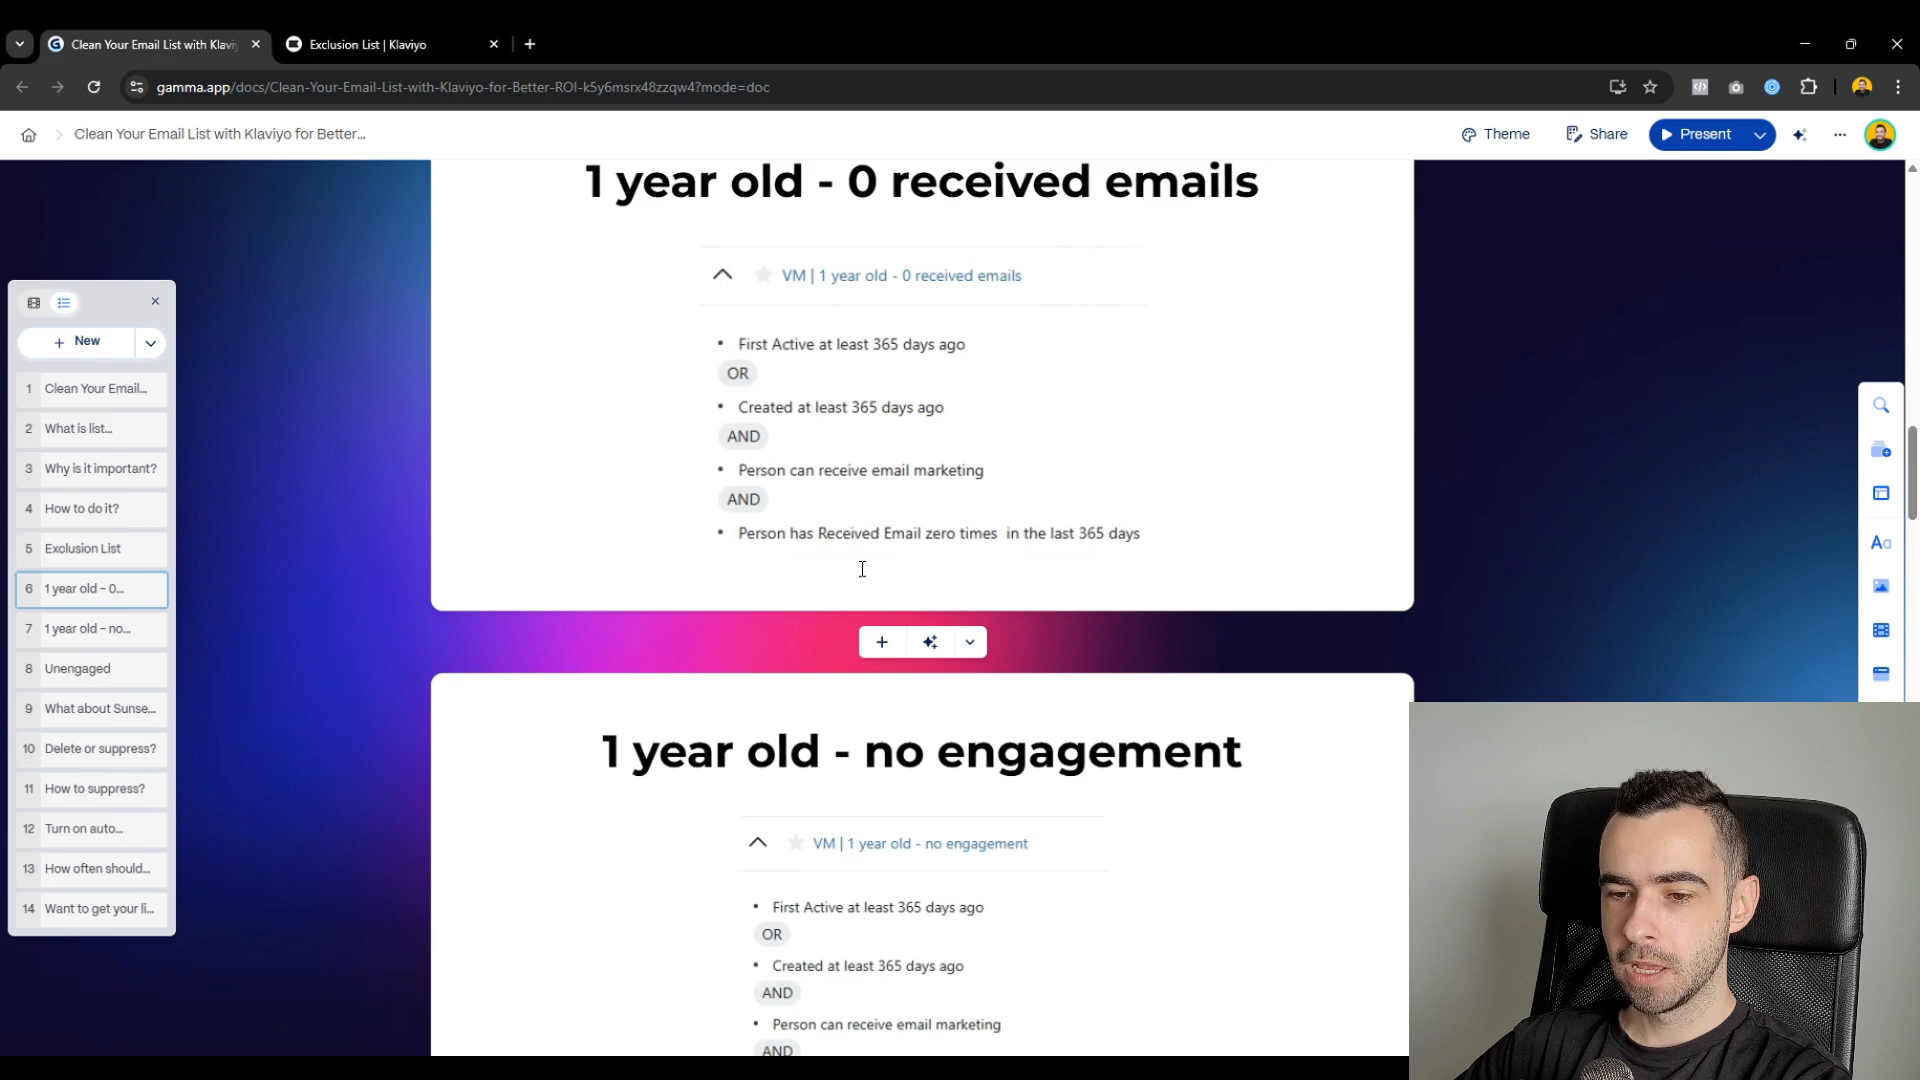 Clean Your Email List with Klavi
Exclusion List | Klaviyo
gamma.app/docs/Clean-Your-Email-List-with-Klaviyo-for-Better-ROI-k5y6msrx48zzqw4?mode=doc
Clean Your Email List with Klaviyo for Better...
Theme
Share
Present
1 year old - 0 received emails
VM | 1 year old - 0 received emails
• First Active at least 365 days ago
OR
• Created at least 365 days ago
AND
• Person can receive email marketing
AND
• Person has Received Email zero times in the last 365 days
+ New
1 Clean Your Email...
2 What is list...
3 Why is it important?
4 How to do it?
5 Exclusion List
6 1 year old - 0...
7 1 year old - no...
8 Unengaged
9 What about Sunse...
10 Delete or suppress?
11 How to suppress?
12 Turn on auto...
13 How often should...
14 Want to get your li...
Aa
1 year old - no engagement
VM | 1 year old - no engagement
• First Active at least 365 days ago
OR
• Created at least 365 days ago
AND
• Person can receive email marketing
AND